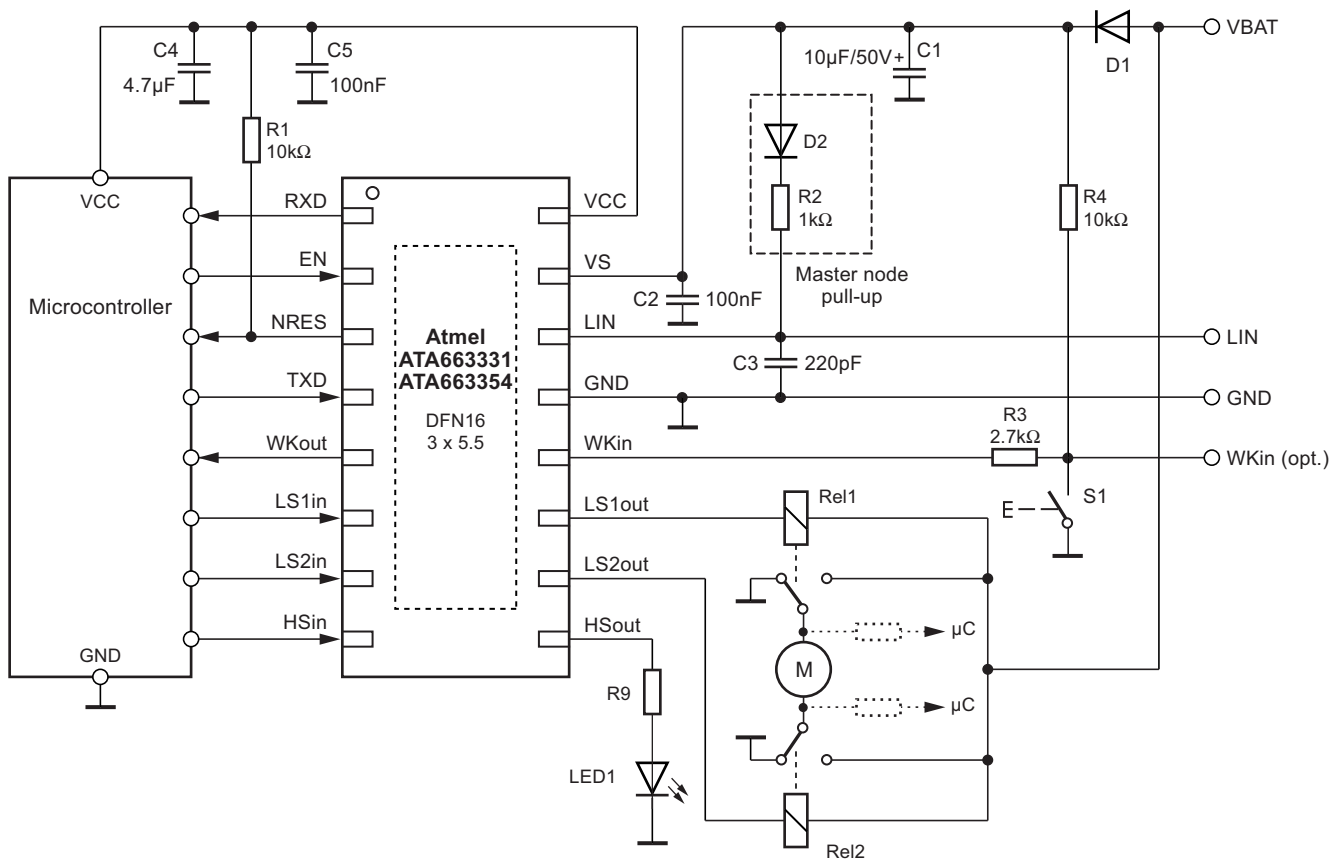 C4
4.7µF
C5
100nF
R1
10kΩ
10µF/50V
+
C1
D1
VBAT
D2
R2
1kΩ
Master node
pull-up
R4
10kΩ
VCC
Microcontroller
GND
RXD
EN
NRES
TXD
WKout
LS1in
LS2in
HSin
Atmel
ATA663331
ATA663354
DFN16
3 x 5.5
VCC
VS
LIN
GND
WKin
LS1out
LS2out
HSout
C2
100nF
C3
220pF
LIN
GND
R3
2.7kΩ
WKin (opt.)
S1
E
Rel1
µC
M
µC
Rel2
R9
LED1